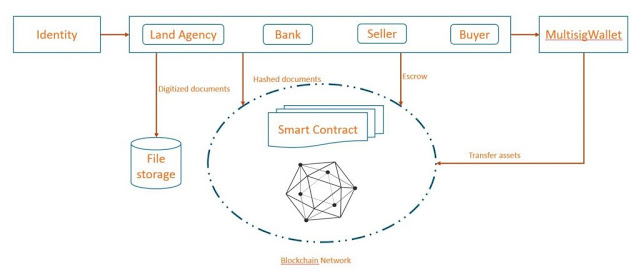 Identity
Land Agency
Bank
Seller
Buyer
MultisigWallet
Digitized documents
Hashed documents
Escrow
Smart Contract
File
storage
Transfer assets
Blockchain Network